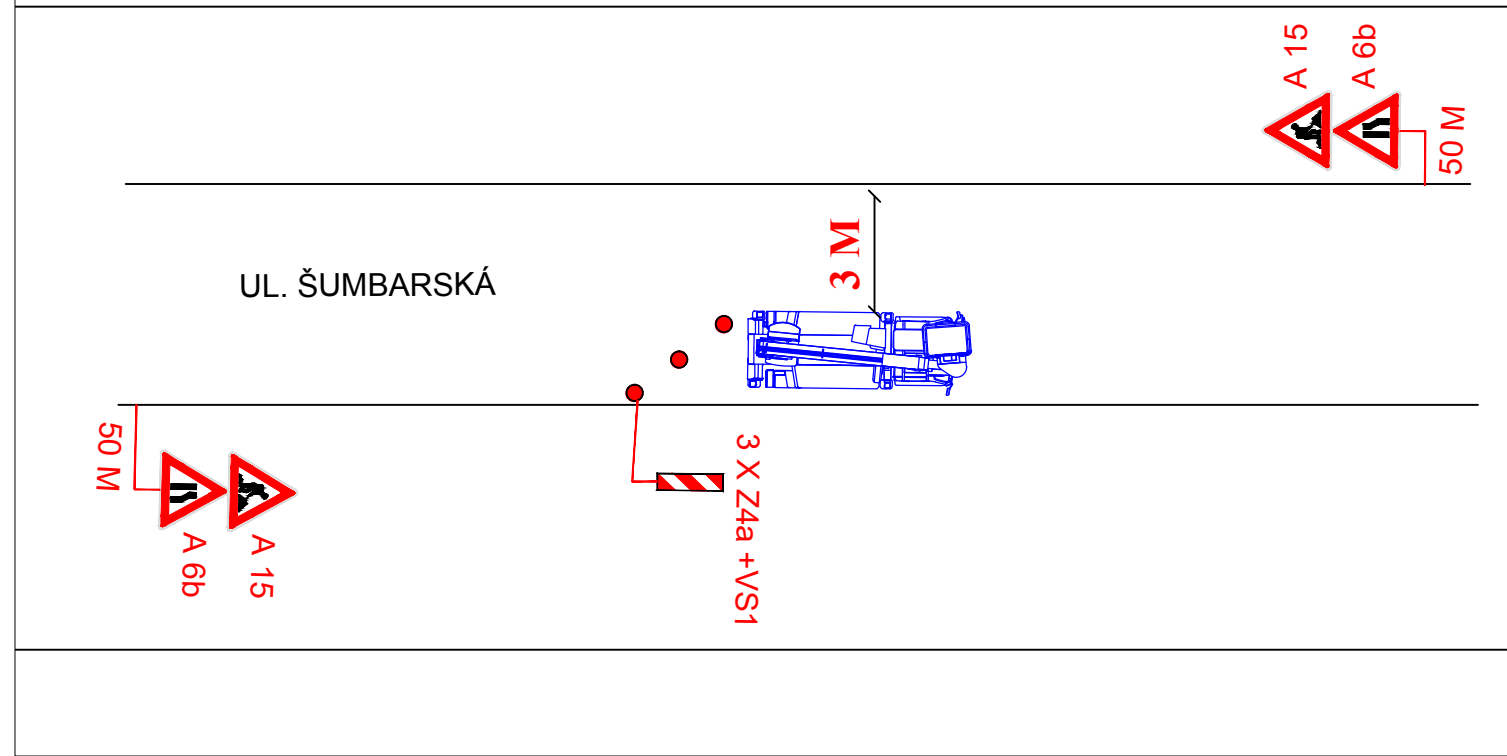 A 15
A 6b
50 M
3 M
UL. ŠUMBARSKÁ
50 M
A 6b
A 15
3 X Z4a +VS1